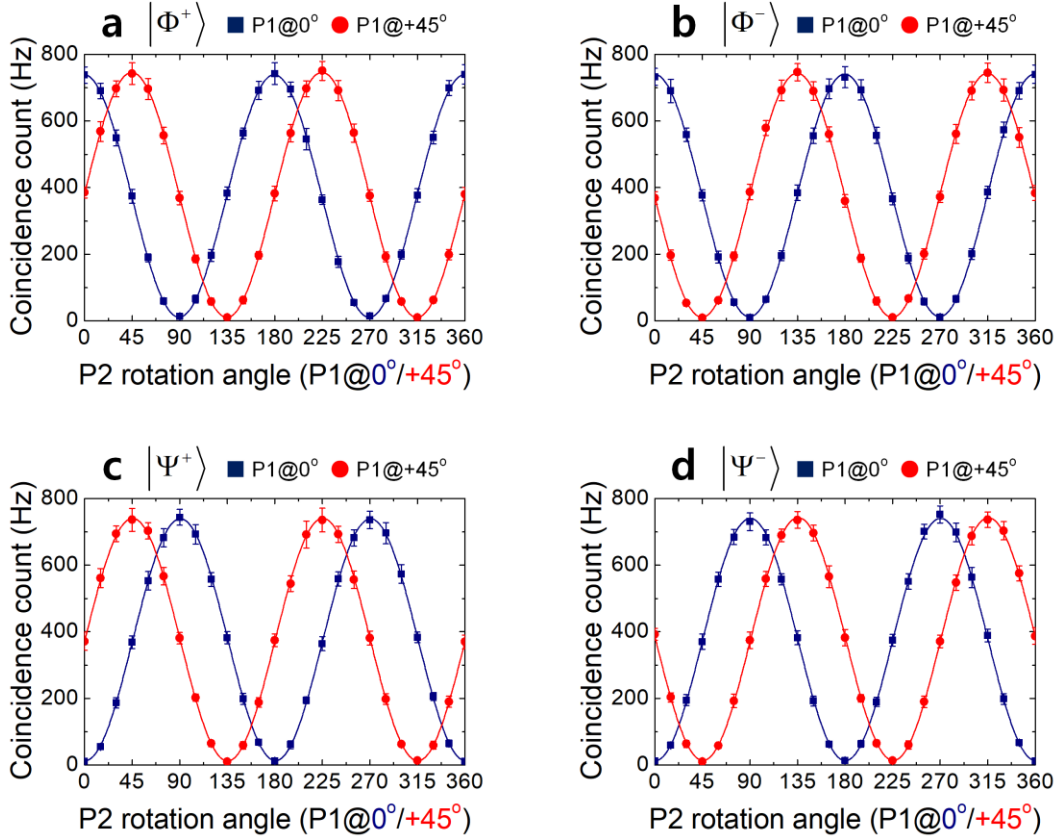 a |Φ⁺⟩ P1@0° P1@+45°
800
600
400
200
0
Coincidence count (Hz)
0 45 90 135 180 225 270 315 360
P2 rotation angle (P1@0°/+45°)
b |Φ⁻⟩ P1@0° P1@+45°
800
600
400
200
0
Coincidence count (Hz)
0 45 90 135 180 225 270 315 360
P2 rotation angle (P1@0°/+45°)
c |Ψ⁺⟩ P1@0° P1@+45°
800
600
400
200
0
Coincidence count (Hz)
0 45 90 135 180 225 270 315 360
P2 rotation angle (P1@0°/+45°)
d |Ψ⁻⟩ P1@0° P1@+45°
800
600
400
200
0
Coincidence count (Hz)
0 45 90 135 180 225 270 315 360
P2 rotation angle (P1@0°/+45°)